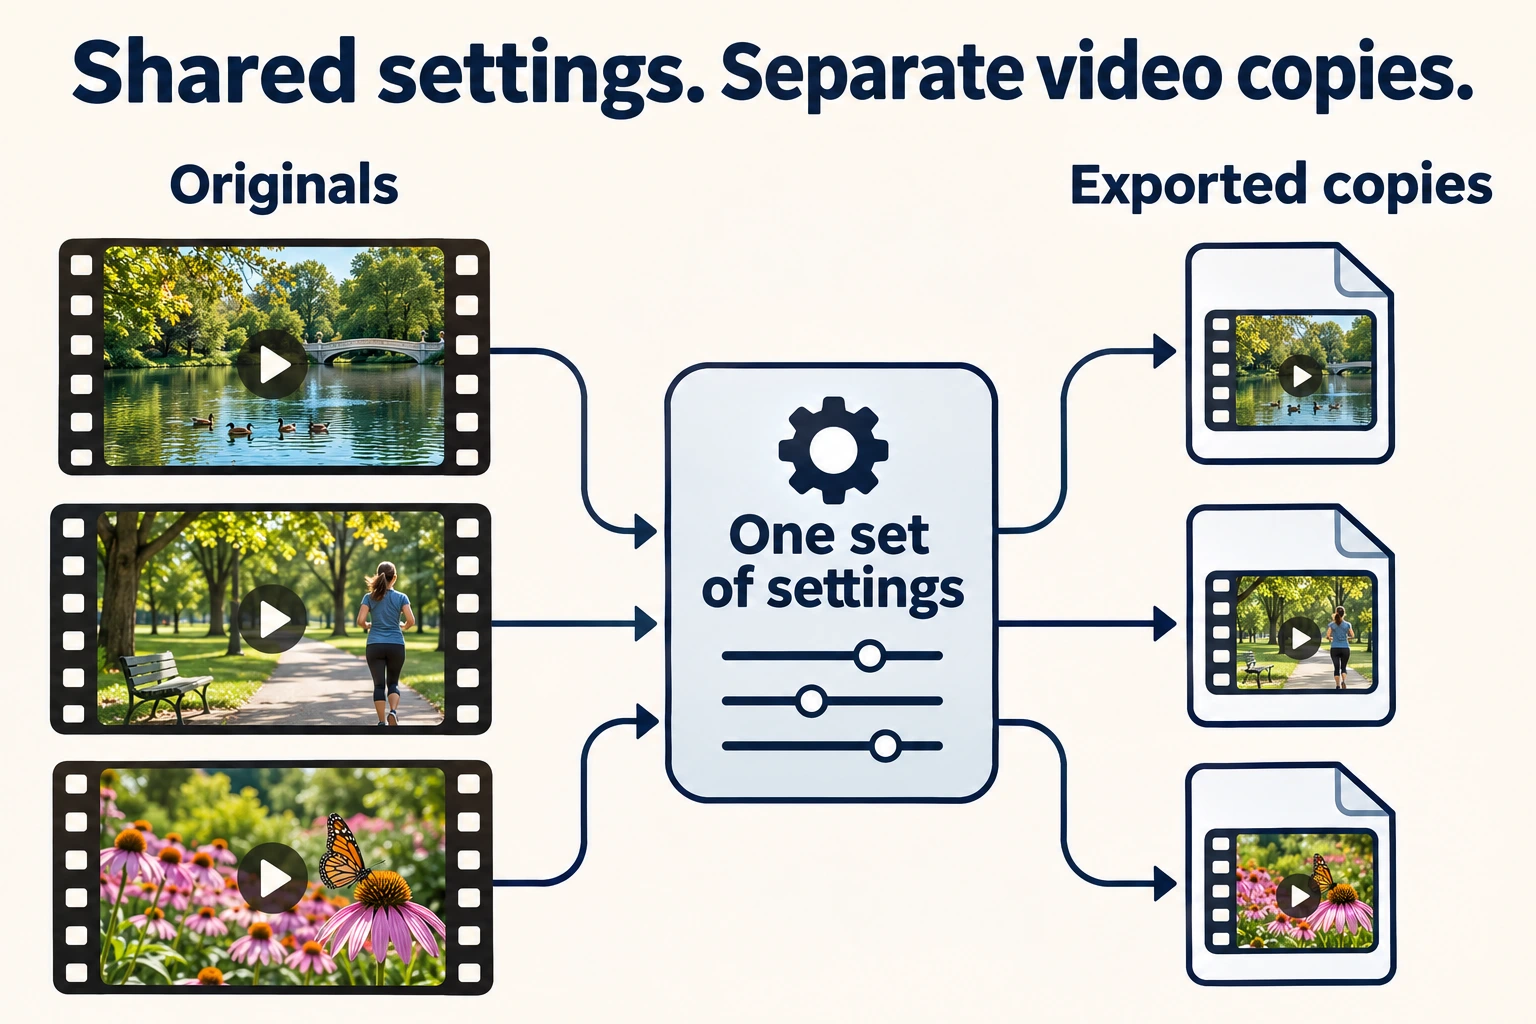 Shared settings. Separate video copies.
Originals
Exported copies
One set
of settings